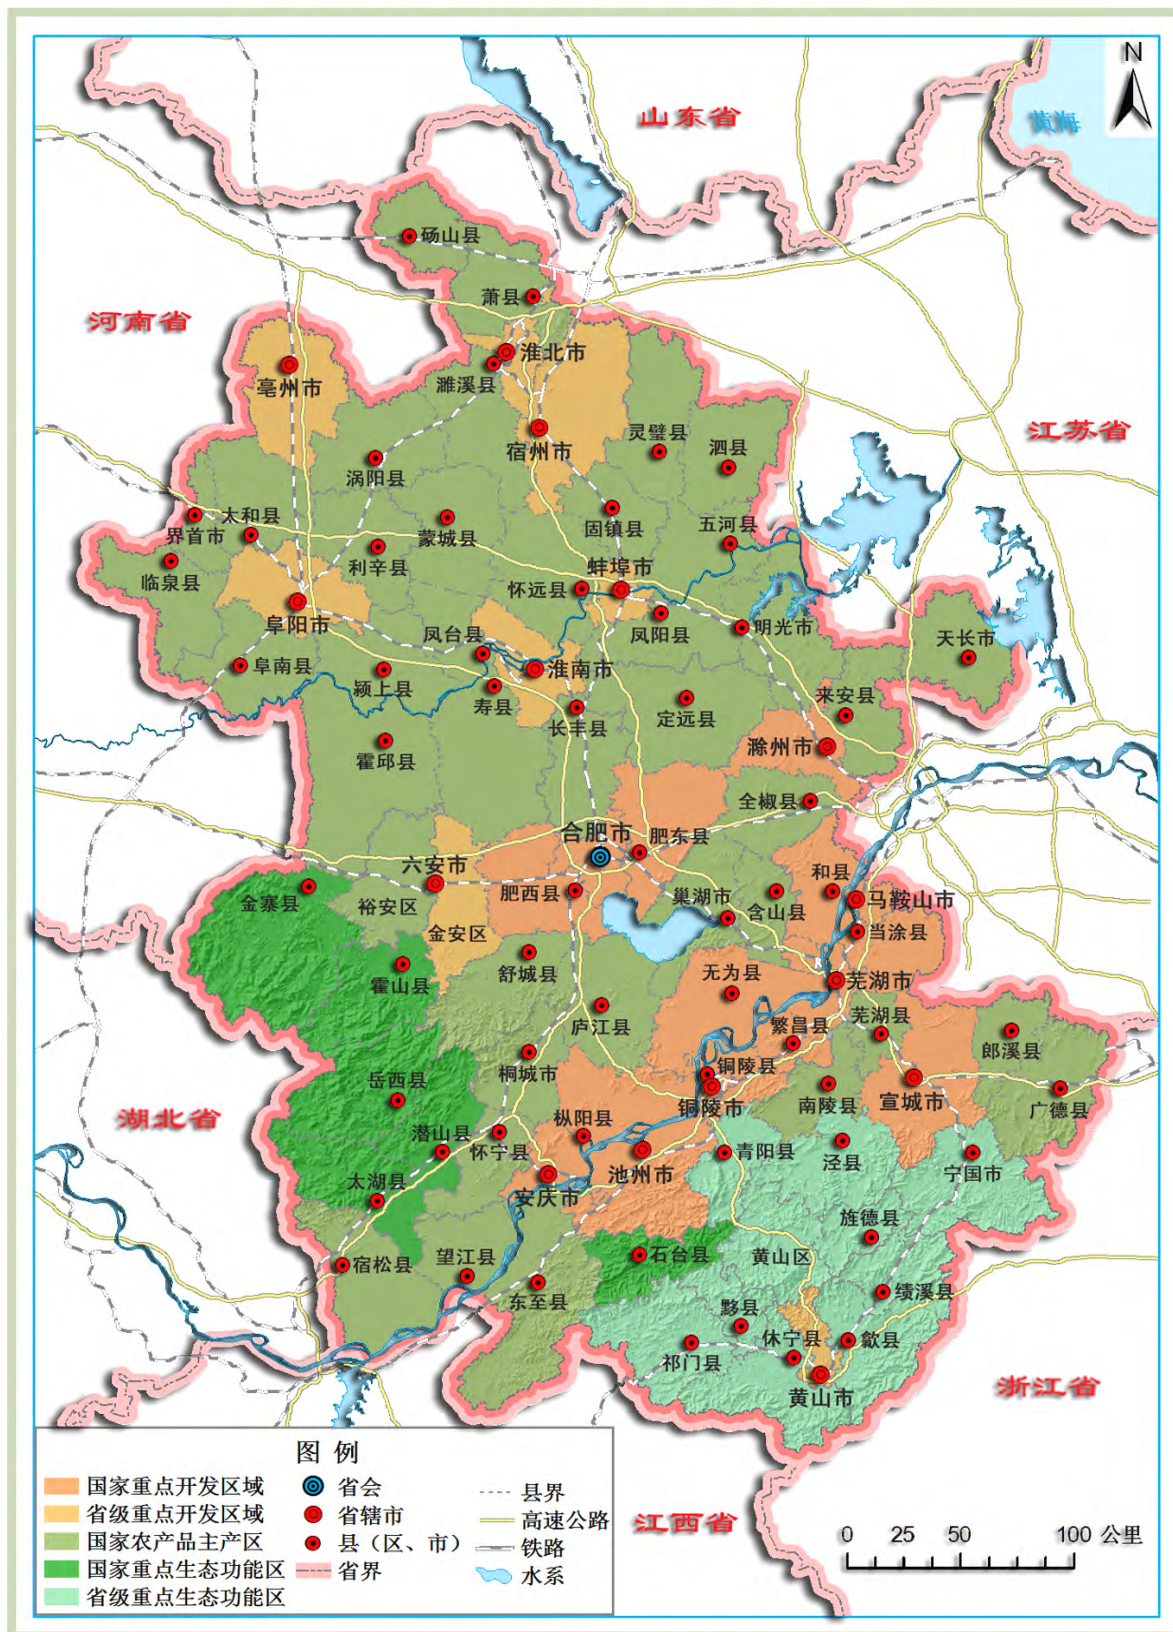 N
山东省
黄海
砀山县
萧县
河南省
淮北市
濉溪县
亳州市
江苏省
灵璧县
泗县
宿州市
涡阳县
太和县
界首市
蒙城县
固镇县
五河县
利辛县
临泉县
怀远县
蚌埠市
阜阳市
凤阳县
明光市
天长市
凤台县
阜南县
颍上县
淮南市
寿县
来安县
定远县
长丰县
滁州市
霍邱县
全椒县
合肥市
肥东县
六安市
和县
金寨县
裕安区
肥西县
巢湖市
含山县
马鞍山市
当涂县
金安区
舒城县
霍山县
无为县
芜湖市
庐江县
繁昌县
芜湖县
郎溪县
桐城市
铜陵县
岳西县
铜陵市
南陵县
宣城市
广德县
湖北省
枞阳县
潜山县
怀宁县
池州市
青阳县
泾县
宁国市
太湖县
安庆市
旌德县
宿松县
望江县
石台县
黄山区
东至县
绩溪县
黟县
休宁县
歙县
祁门县
黄山市
浙江省
江西省
图 例
国家重点开发区域
省级重点开发区域
国家农产品主产区
国家重点生态功能区
省级重点生态功能区
省会
省辖市
县（区、市）
省界
县界
高速公路
铁路
水系
0 25 50 100 公里